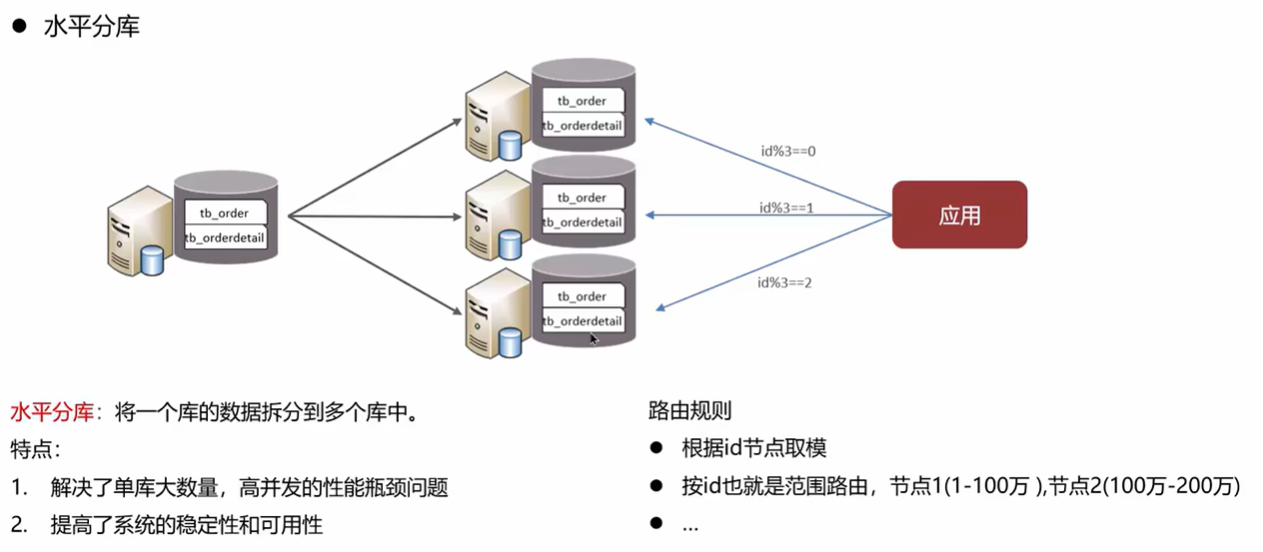 ● 水平分库
tb_order
tb_orderdetail
tb_order
tb_orderdetail
tb_order
tb_orderdetail
tb_order
tb_orderdetail
id%3==0
id%3==1
id%3==2
应用
水平分库：将一个库的数据拆分到多个库中。
特点：
1. 解决了单库大数量，高并发的性能瓶颈问题
2. 提高了系统的稳定性和可用性
路由规则
● 根据id节点取模
● 按id也就是范围路由，节点1(1-100万 ),节点2(100万-200万)
● ...